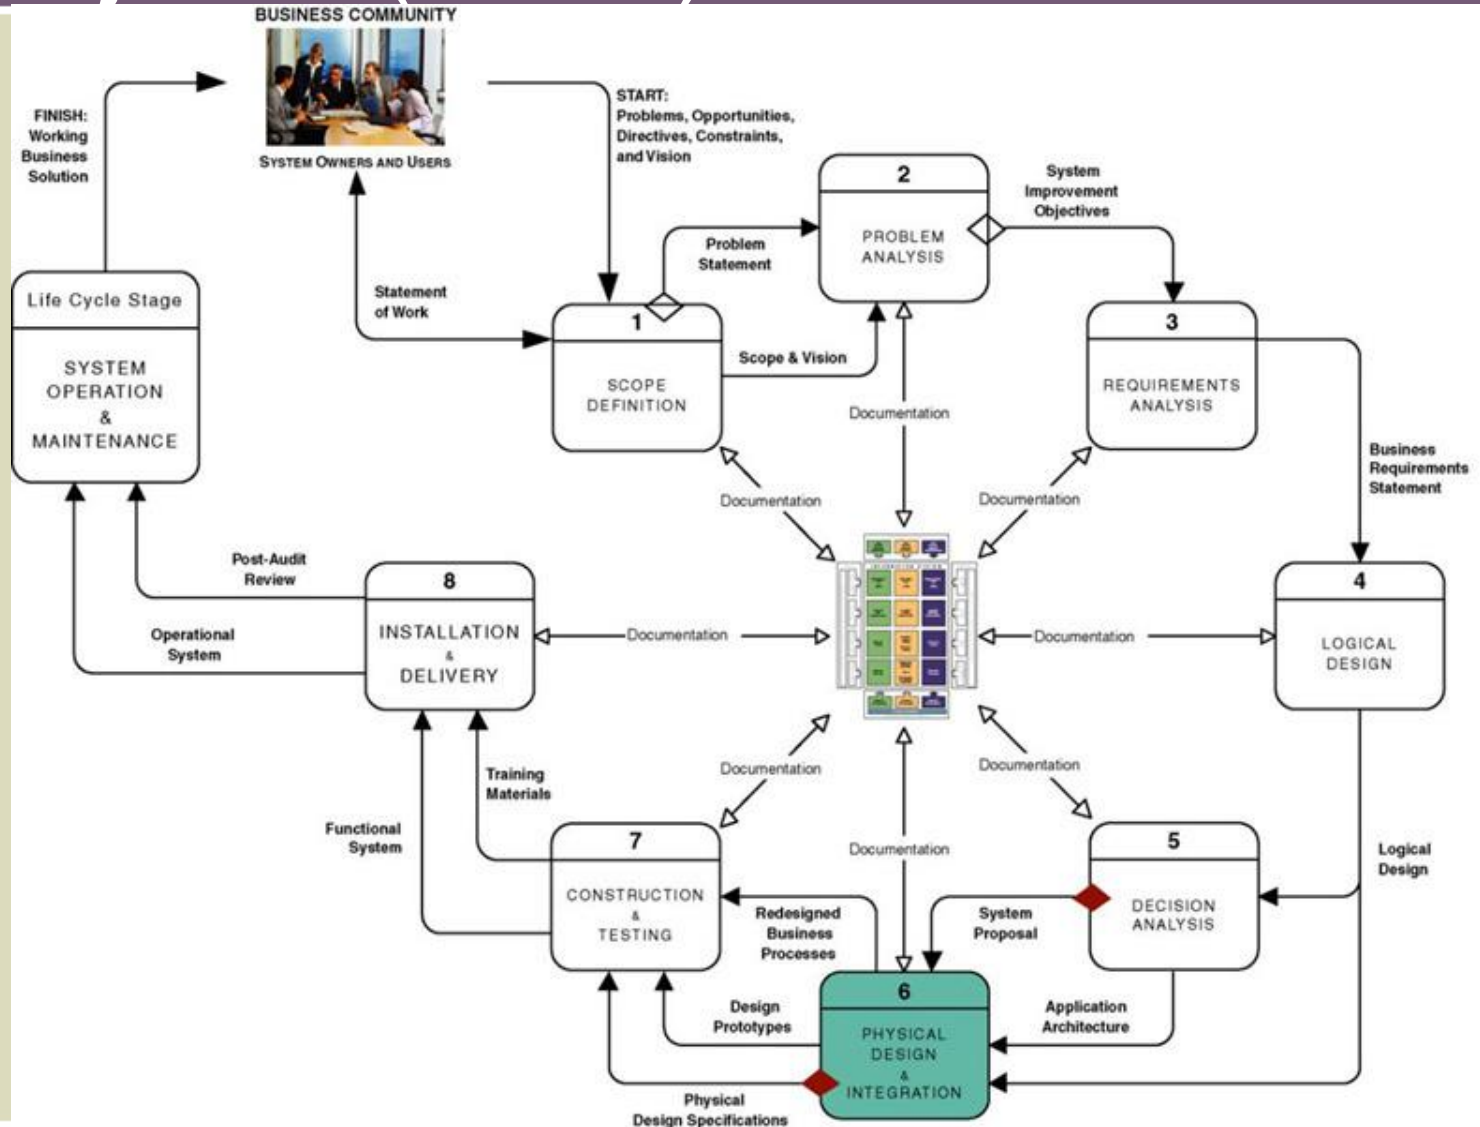 BUSINESS COMMUNITY
SYSTEM OWNERS AND USERS
FINISH:
Working
Business
Solution
START:
Problems, Opportunities,
Directives, Constraints,
and Vision
Statement
of Work
Life Cycle Stage
SYSTEM
OPERATION
&
MAINTENANCE
1
SCOPE
DEFINITION
Problem
Statement
Scope & Vision
2
PROBLEM
ANALYSIS
System
Improvement
Objectives
3
REQUIREMENTS
ANALYSIS
Business
Requirements
Statement
4
LOGICAL
DESIGN
Logical
Design
5
DECISION
ANALYSIS
System
Proposal
Application
Architecture
6
PHYSICAL
DESIGN
&
INTEGRATION
Redesigned
Business
Processes
Design
Prototypes
Physical
Design Specifications
7
CONSTRUCTION
&
TESTING
Training
Materials
Functional
System
8
INSTALLATION
&
DELIVERY
Post-Audit
Review
Operational
System
Documentation
Documentation
Documentation
Documentation
Documentation
Documentation
Documentation
Documentation